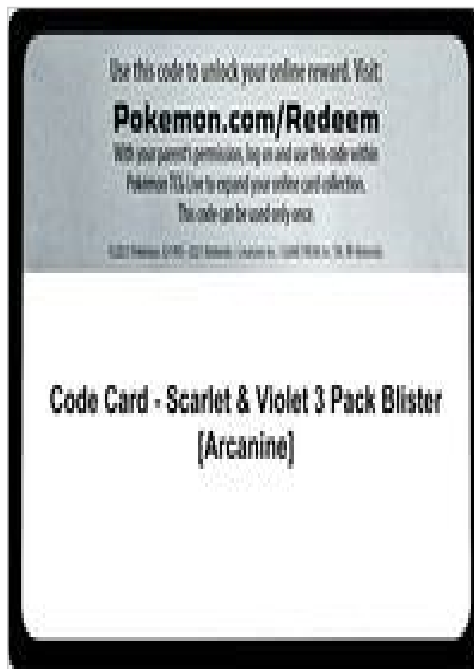 Use this code to unlock your online reward. Visit:
Pokemon.com/Redeem
With your parent's permission, log on and use this code within
Pokémon TCG Live to expand your online card collection.
This code can be used only once.
Code Card - Scarlet & Violet 3 Pack Blister
[Arcanine]